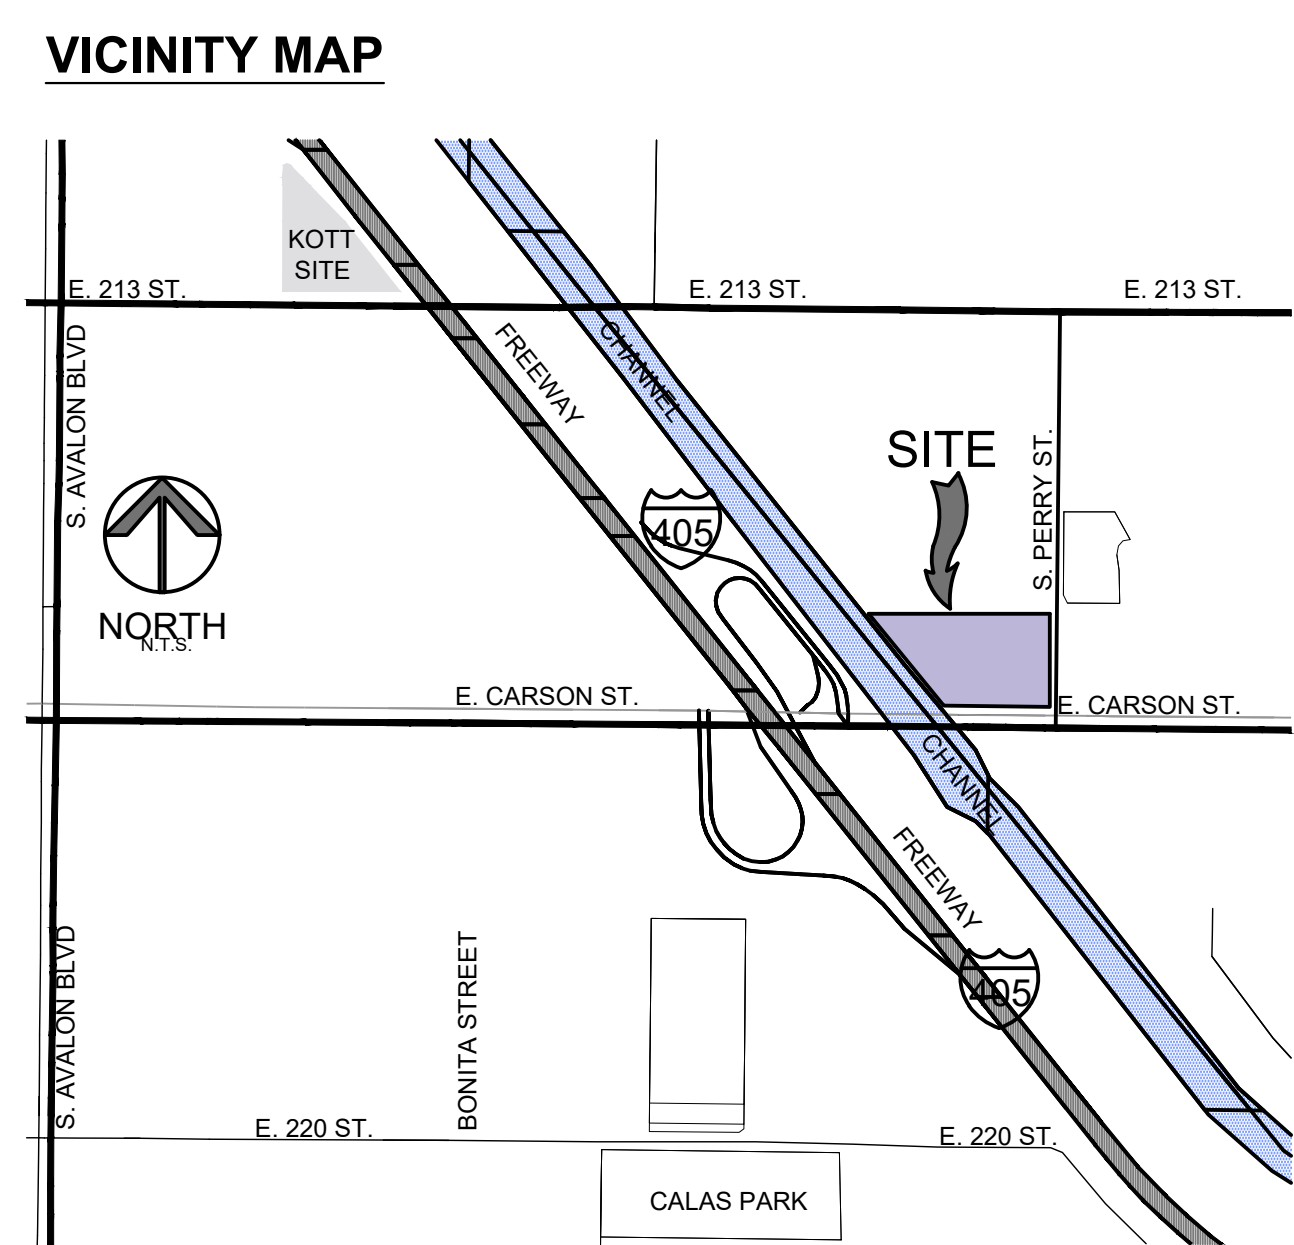 VICINITY MAP
KOTT
SITE
E. 213 ST.
E. 213 ST.
E. 213 ST.
S. AVALON BLVD
FREEWAY
CHANNEL
SITE
S. PERRY ST.
405
NORTH
N.T.S.
E. CARSON ST.
E. CARSON ST.
CHANNEL
FREEWAY
S. AVALON BLVD
BONITA STREET
405
E. 220 ST.
E. 220 ST.
CALAS PARK